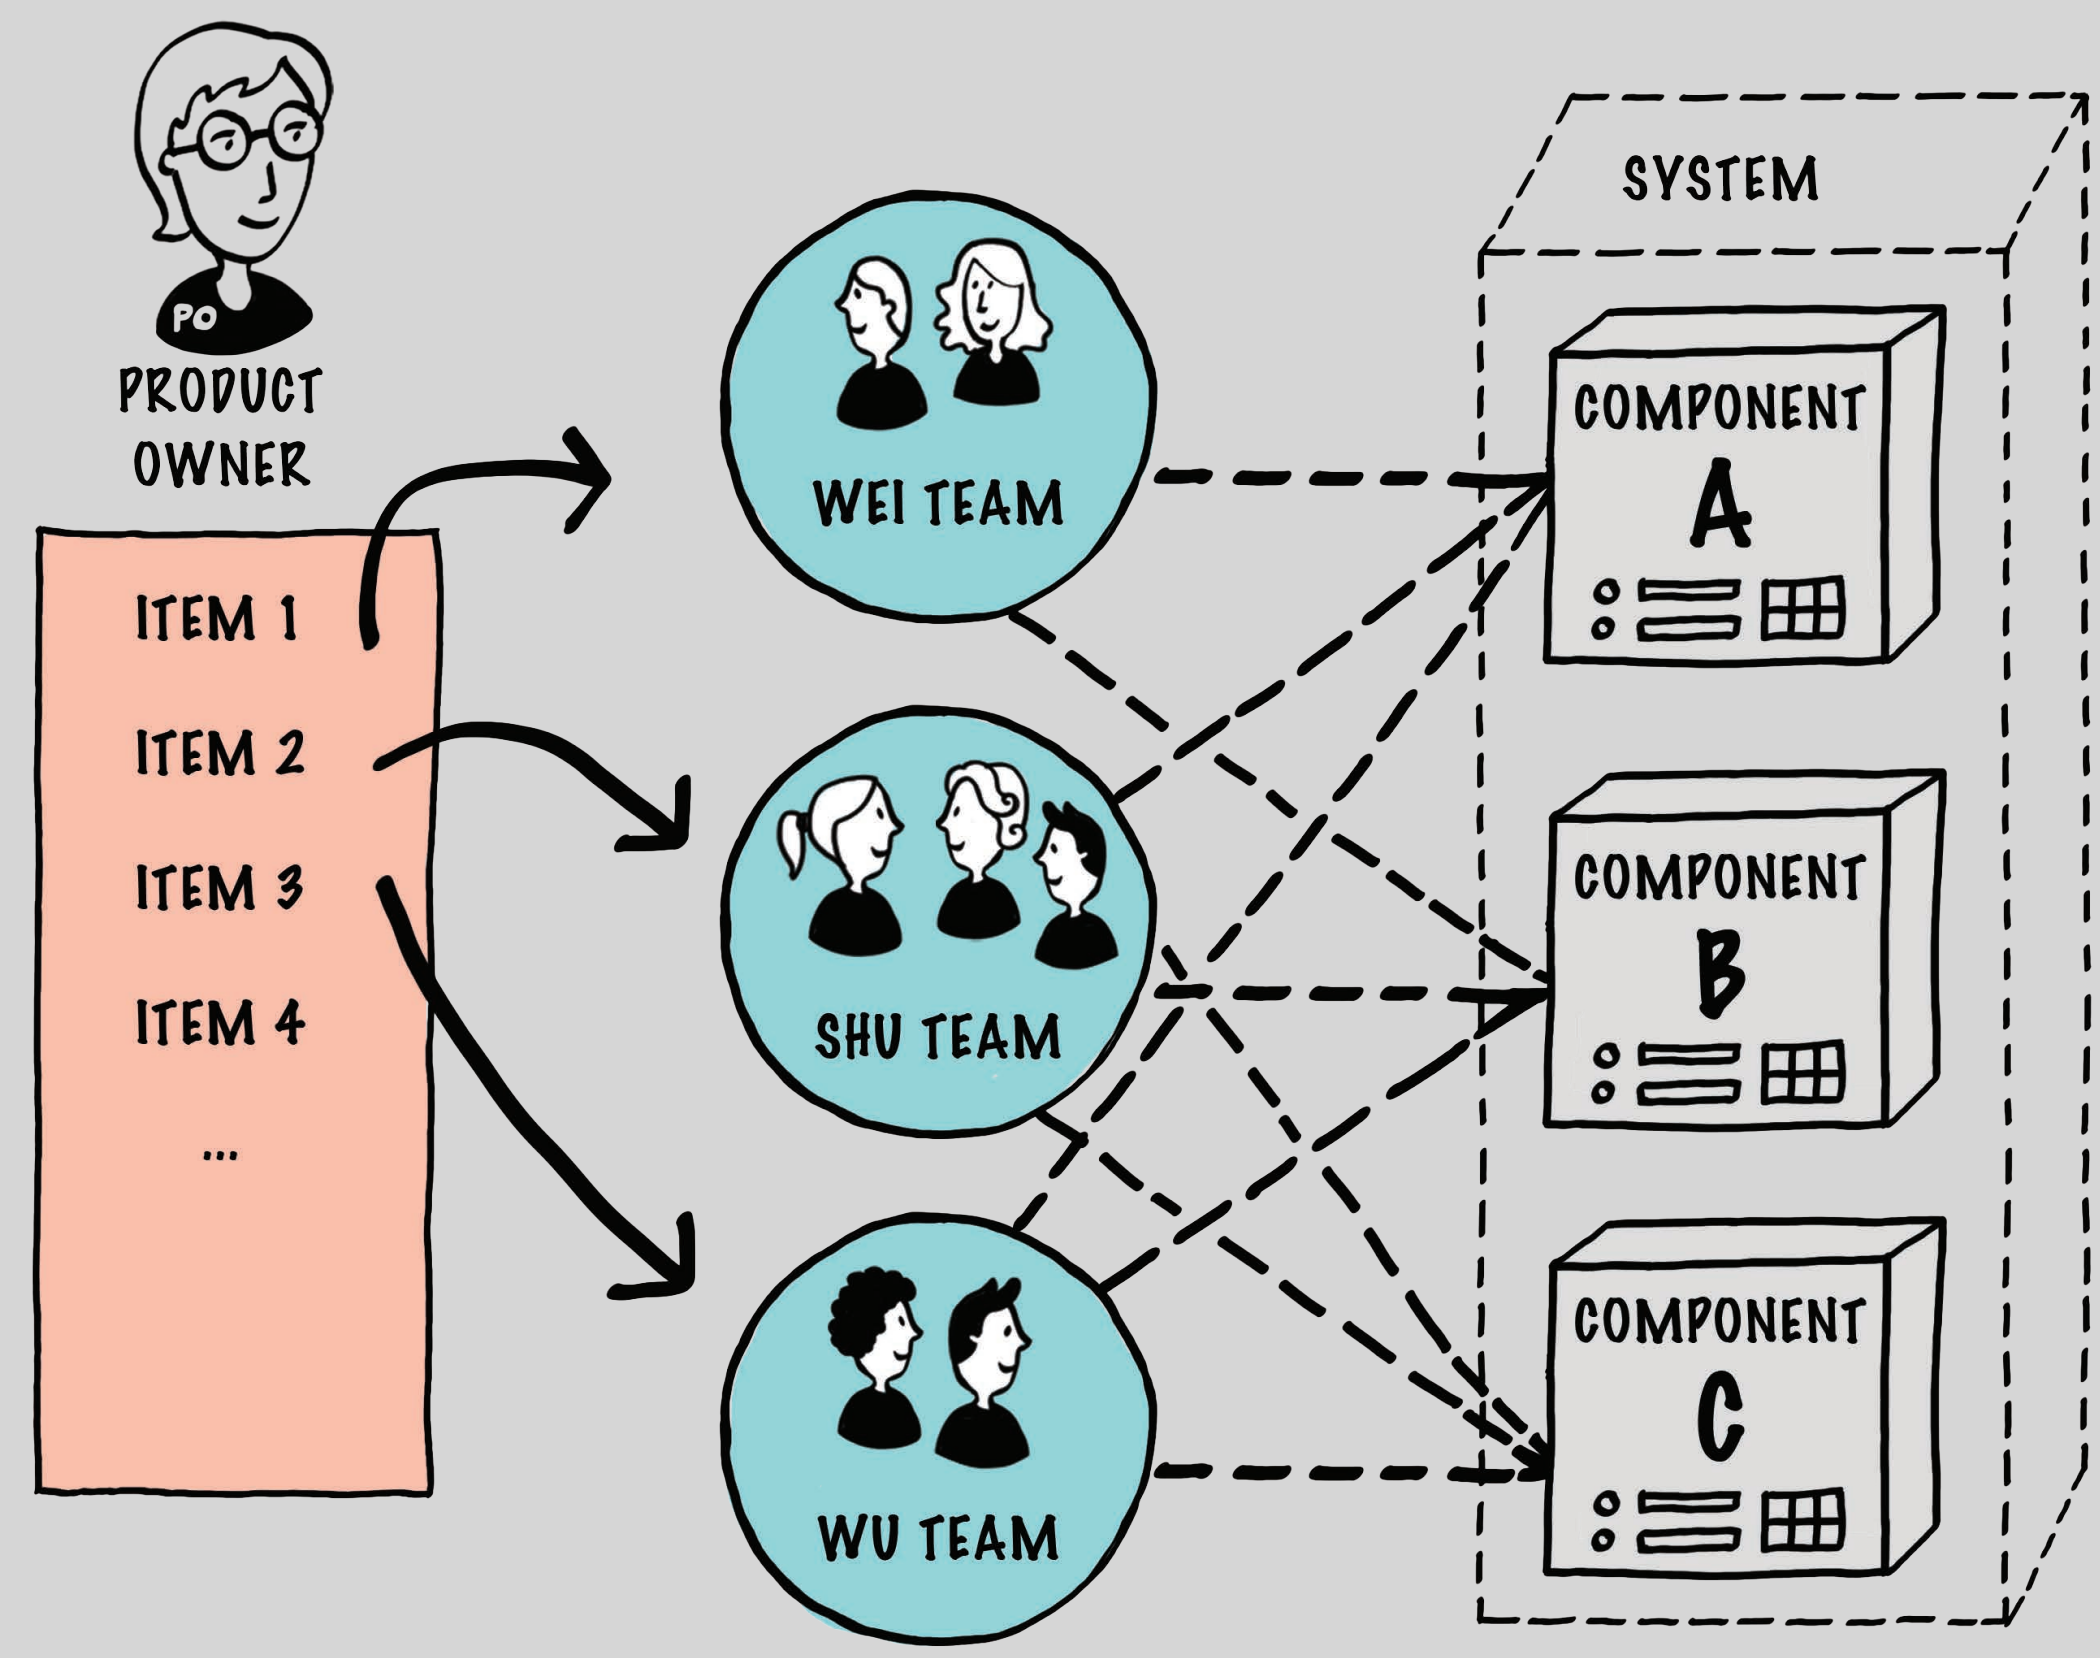 PO
PRODUCT
OWNER
ITEM 1
ITEM 2
ITEM 3
ITEM 4
...
WEI TEAM
SHU TEAM
WU TEAM
SYSTEM
COMPONENT
A
COMPONENT
B
COMPONENT
C